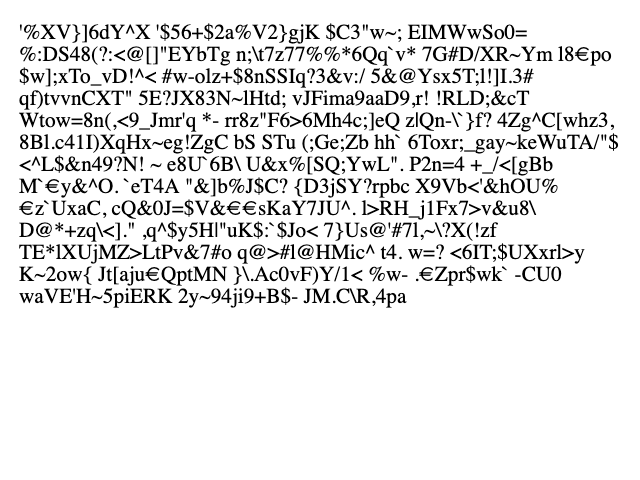 '%XV}]6dY^X '$56+$2a%V2}gjK $C3"w~; EIMWwSo0=
%:DS48(?:<@[]"EYbTg n;\t7z77%%*6Qq`v* 7G#D/XR~Ym l8€po
$w];xTo_vD!^< #w-olz+$8nSSIq?3&v:/ 5&@Ysx5T;l!]I.3#
qf)tvvnCXT" 5E?JX83N~lHtd; vJFima9aaD9,r! !RLD;&cT
Wtow=8n(,<9_Jmr'q *- rr8z"F6>6Mh4c;]eQ z|Qn-\`}f? 4Zg^C[whz3,
8Bl.c41I)XqHx~eg!ZgC bS STu (;Ge;Zb hh` 6Toxr;_gay~keWuTA/"$
<^L$&n49?N! ~ e8U`6B\ U&x%[SQ;YwL". P2n=4 +_/<[gBb
M`€y&^O. `eT4A "&]b%J$C? {D3jSY?rpbc X9Vb<'&hOU%
€z`UxaC, cQ&0J=$V&€€sKaY7JU^. l>RH_j1Fx7>v&u8\
D@*+zq\<]." ,q^$y5Hl"uK$:`$Jo< 7}Us@'#7l,~\?X(!zf
TE*lXUjMZ>LtPv&7#o q@>#l@HMic^ t4. w=? <6IT;$UXxrl>y
K~2ow{ Jt[aju€QptMN }\.Ac0vF)Y/1< %w- .€Zpr$wk` -CU0
waVE'H~5piERK 2y~94ji9+B$- JM.C\R,4pa